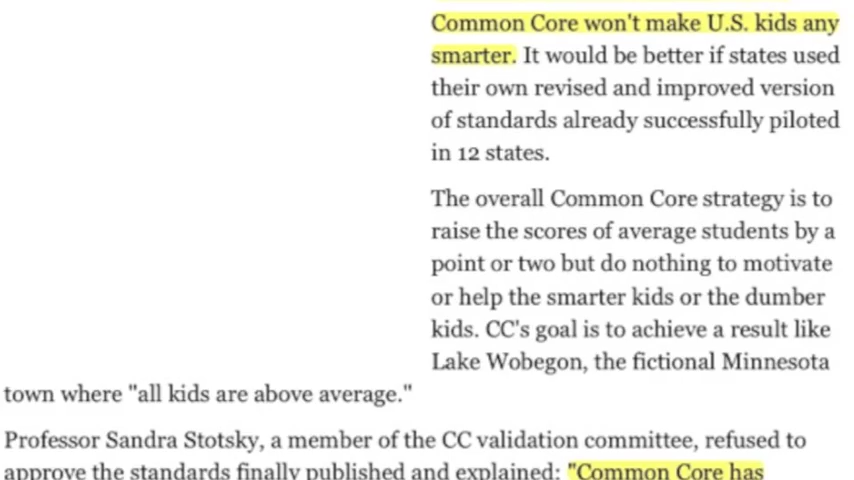 Common Core won't make U.S. kids any
smarter. It would be better if states used
their own revised and improved version
of standards already successfully piloted
in 12 states.
The overall Common Core strategy is to
raise the scores of average students by a
point or two but do nothing to motivate
or help the smarter kids or the dumber
kids. CC's goal is to achieve a result like
Lake Wobegon, the fictional Minnesota
town where "all kids are above average."
Professor Sandra Stotsky, a member of the CC validation committee, refused to
approve the standards finally published and explained: "Common Core has